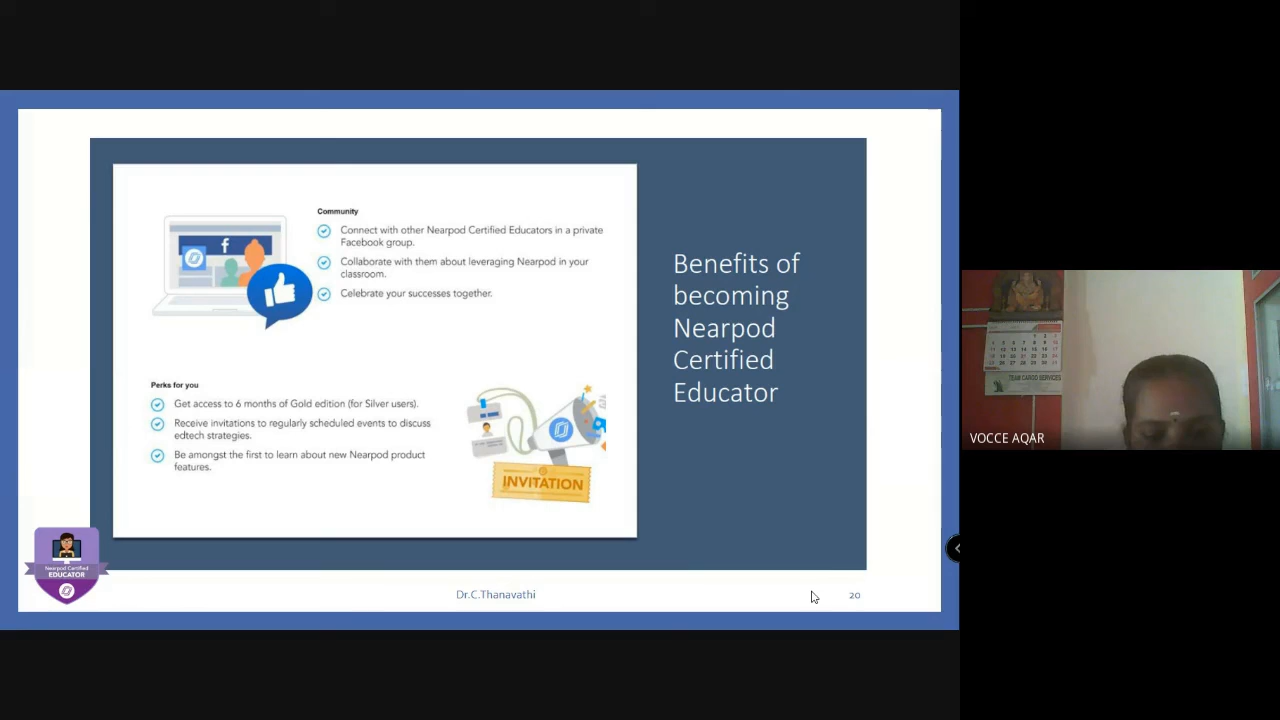 Community
Connect with other Nearpod Certified Educators in a private
Facebook group.
Collaborate with them about leveraging Nearpod in your
classroom.
Celebrate your successes together.
Perks for you
Get access to 6 months of Gold edition (for Silver users).
Receive invitations to regularly scheduled events to discuss
edtech strategies.
Be amongst the first to learn about new Nearpod product
features.
INVITATION
Benefits of
becoming
Nearpod
Certified
Educator
Nearpod Certified
EDUCATOR
Dr.C.Thanavathi
20
TEAM CARGO SERVICES
VOCCE AQAR